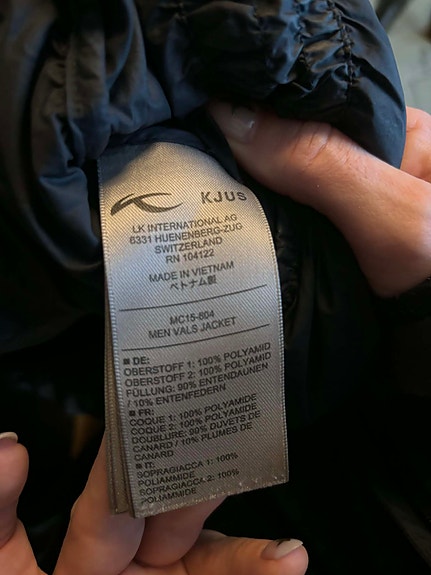 KJUS
LK INTERNATIONAL AG
6331 HUENENBERG-ZUG
SWITZERLAND
RN 104122
MADE IN VIETNAM
ベトナム製
MC15-804
MEN VALS JACKET
■ DE:
OBERSTOFF 1: 100% POLYAMID
OBERSTOFF 2: 100% POLYAMID
FÜLLUNG: 90% ENTENDAUNEN
/ 10% ENTENFEDERN
■ FR:
COQUE 1: 100% POLYAMIDE
COQUE 2: 100% POLYAMIDE
DOUBLURE: 90% DUVETS DE
CANARD / 10% PLUMES DE
CANARD
■ IT:
SOPRAGIACCA 1: 100%
POLIAMMIDE
SOPRAGIACCA 2: 100%
POLIAMMIDE